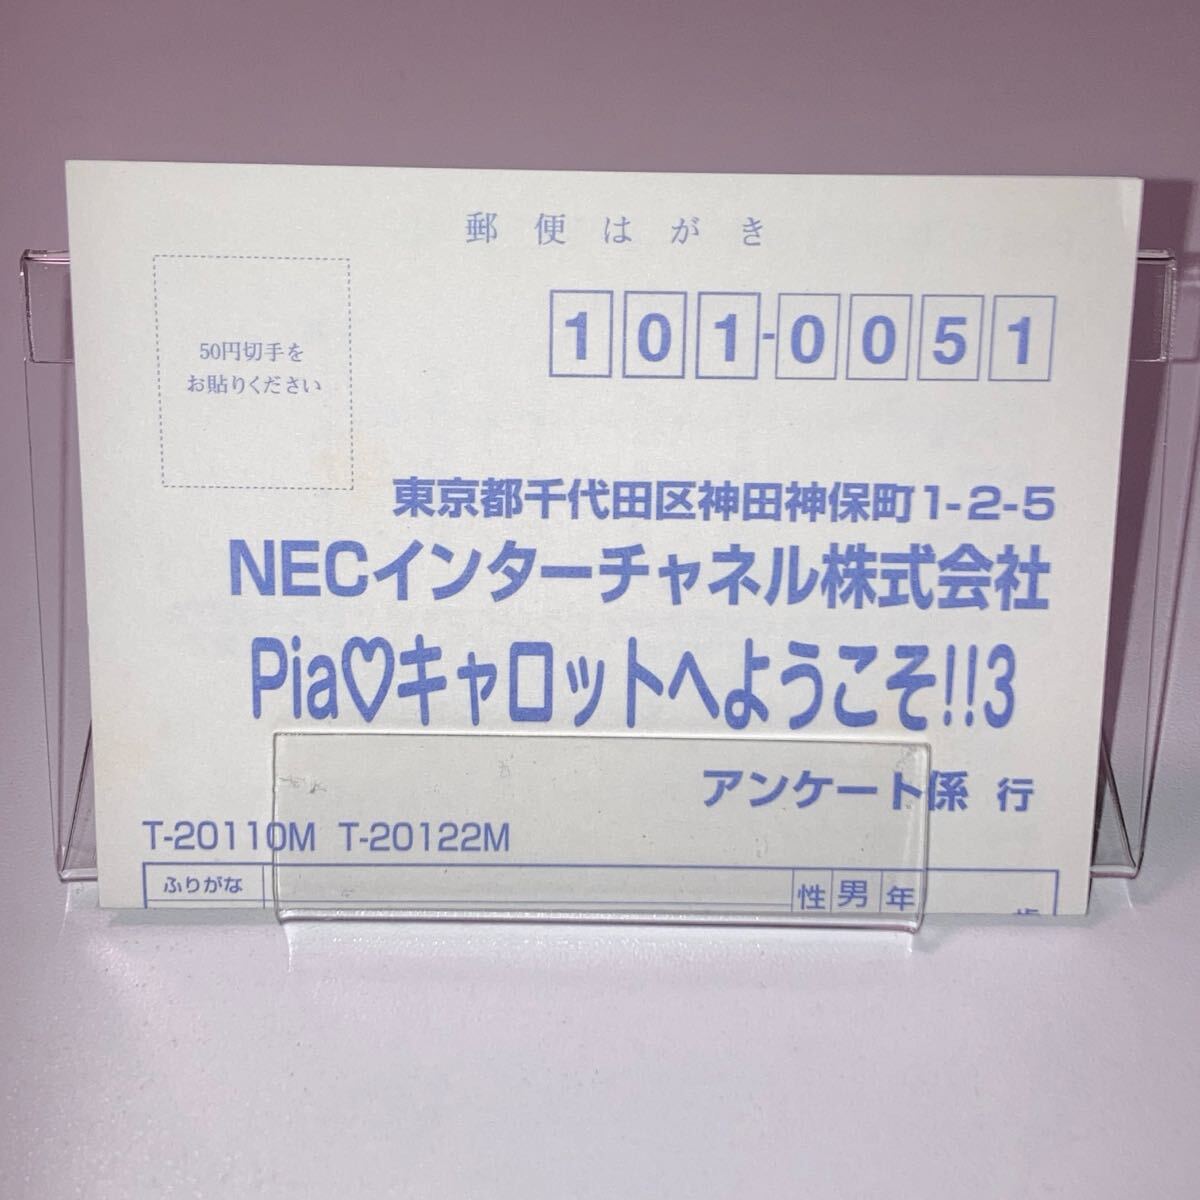 郵便はがき
50円切手を
お貼りください
101-0051
東京都千代田区神田神保町1-2-5
NECインターチャネル株式会社
Pia♡キャロットへようこそ!!3
アンケート係 行
T-20110M T-20122M
ふりがな
性 男 年